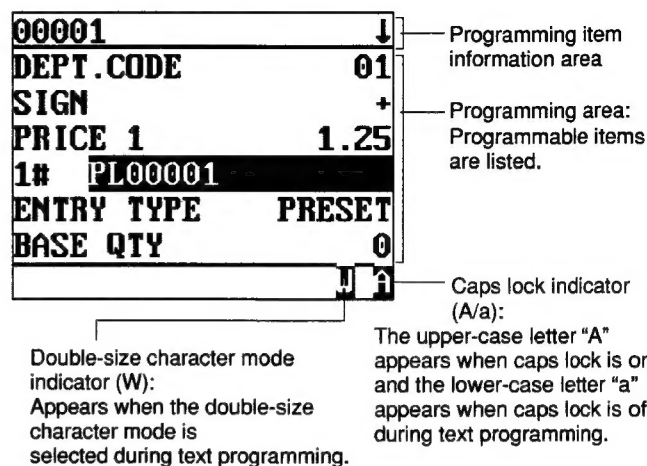 00001 ↓
DEPT.CODE 01
SIGN +
PRICE 1 1.25
1# PL00001
ENTRY TYPE PRESET
BASE QTY 0
W A
Programming item
information area
Programming area:
Programmable items
are listed.
Caps lock indicator
(A/a):
The upper-case letter “A”
appears when caps lock is on
and the lower-case letter “a”
appears when caps lock is of
during text programming.
Double-size character mode
indicator (W):
Appears when the double-size
character mode is
selected during text programming.